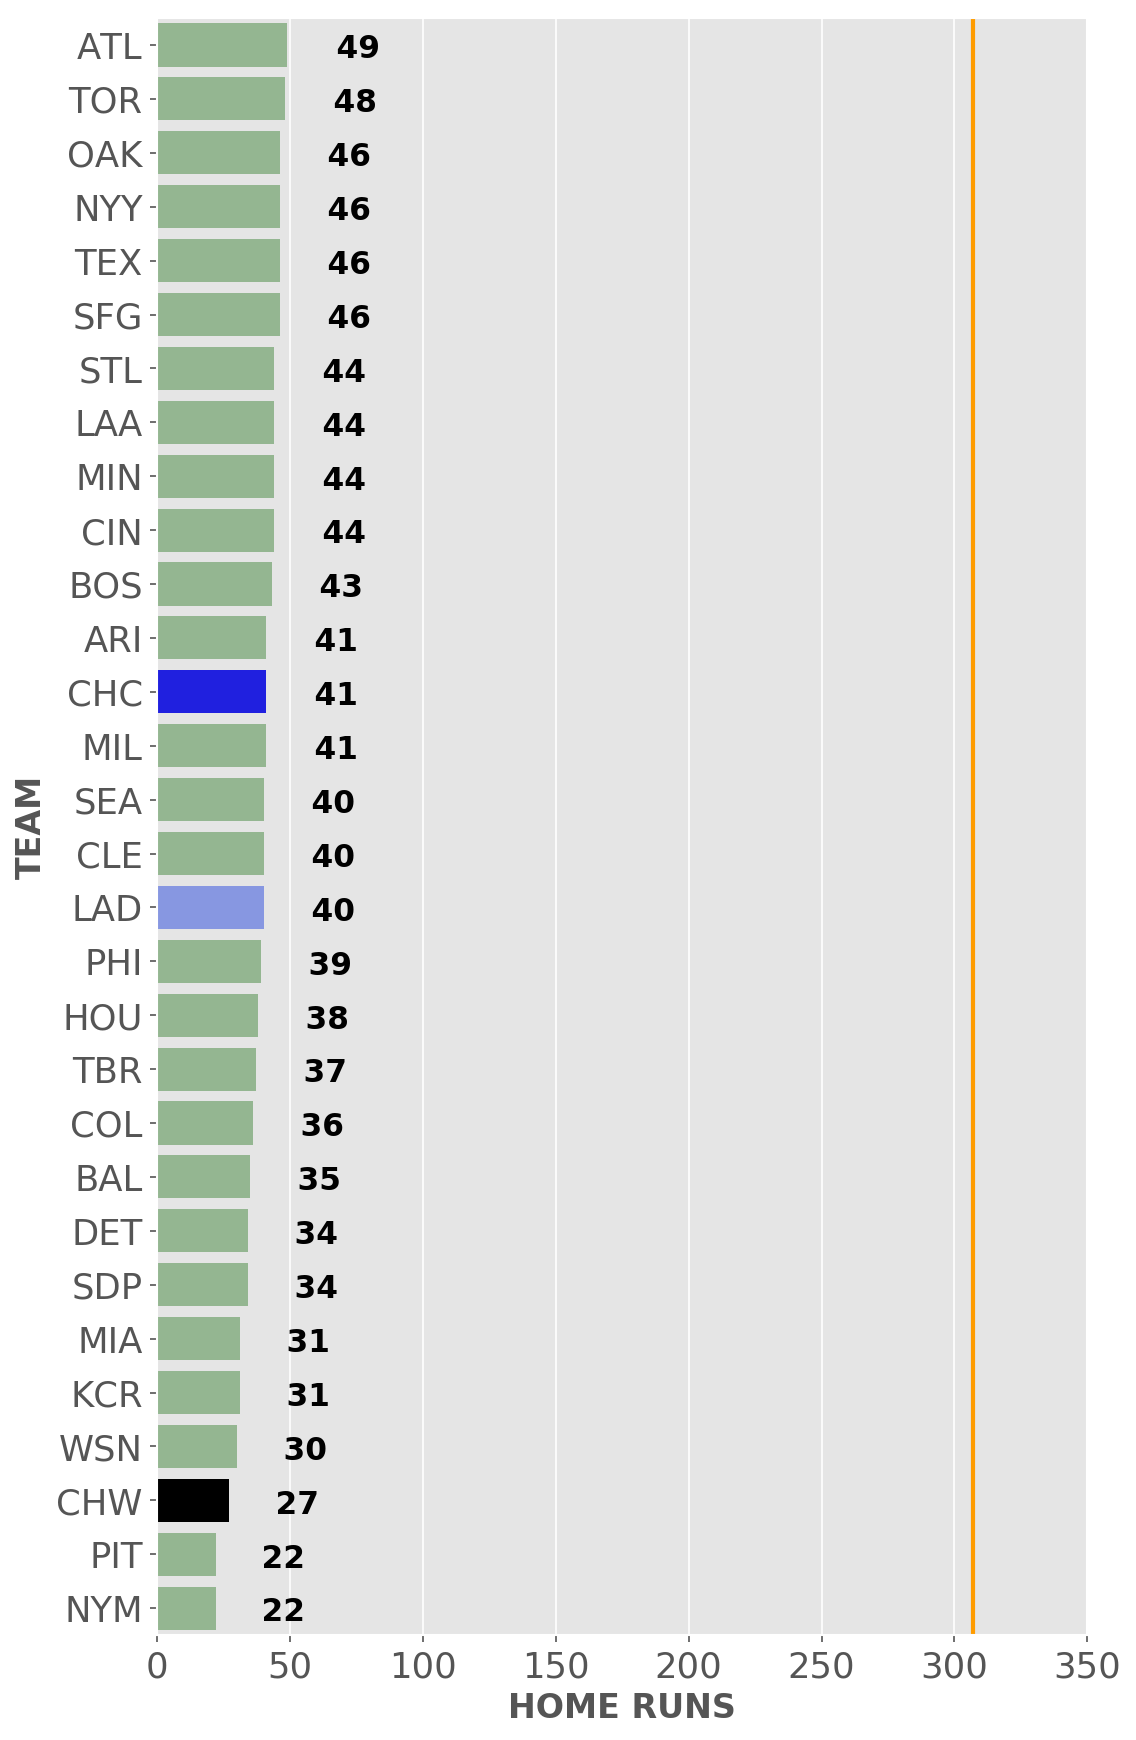 ATL 49
TOR 48
OAK 46
NYY 46
TEX 46
SFG 46
STL 44
LAA 44
MIN 44
CIN 44
BOS 43
ARI 41
CHC 41
MIL 41
SEA 40
CLE 40
LAD 40
PHI 39
HOU 38
TBR 37
COL 36
BAL 35
DET 34
SDP 34
MIA 31
KCR 31
WSN 30
CHW 27
PIT 22
NYM 22
TEAM
0 50 100 150 200 250 300 350
HOME RUNS